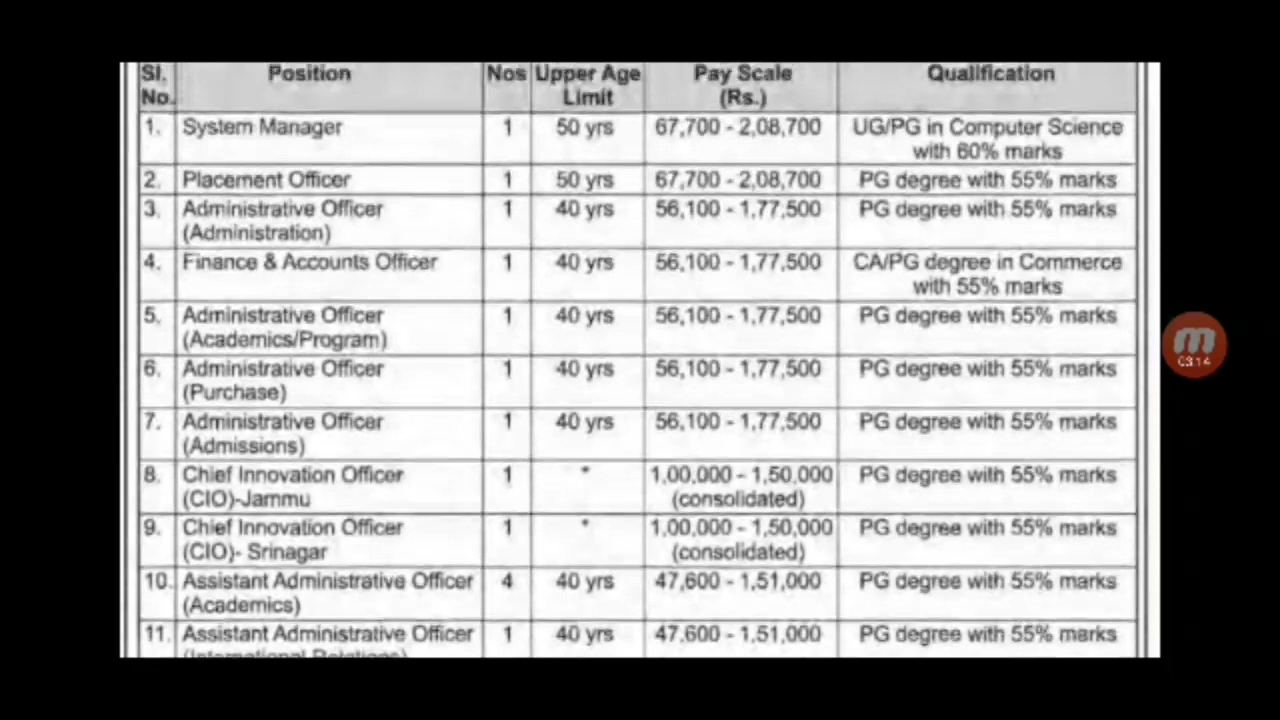 Sl. Position Nos Upper Age Pay Scale Qualification
No. Limit (Rs.)
1. System Manager 1 50 yrs 67,700 - 2,08,700 UG/PG in Computer Science
with 60% marks
2. Placement Officer 1 50 yrs 67,700 - 2,08,700 PG degree with 55% marks
3. Administrative Officer 1 40 yrs 56,100 - 1,77,500 PG degree with 55% marks
(Administration)
4. Finance & Accounts Officer 1 40 yrs 56,100 - 1,77,500 CA/PG degree in Commerce
with 55% marks
5. Administrative Officer 1 40 yrs 56,100 - 1,77,500 PG degree with 55% marks
(Academics/Program)
6. Administrative Officer 1 40 yrs 56,100 - 1,77,500 PG degree with 55% marks
(Purchase)
7. Administrative Officer 1 40 yrs 56,100 - 1,77,500 PG degree with 55% marks
(Admissions)
8. Chief Innovation Officer 1 * 1,00,000 - 1,50,000 PG degree with 55% marks
(CIO)-Jammu (consolidated)
9. Chief Innovation Officer 1 * 1,00,000 - 1,50,000 PG degree with 55% marks
(CIO)- Srinagar (consolidated)
10. Assistant Administrative Officer 4 40 yrs 47,600 - 1,51,000 PG degree with 55% marks
(Academics)
11. Assistant Administrative Officer 1 40 yrs 47,600 - 1,51,000 PG degree with 55% marks
(International Relations)
m
03:14